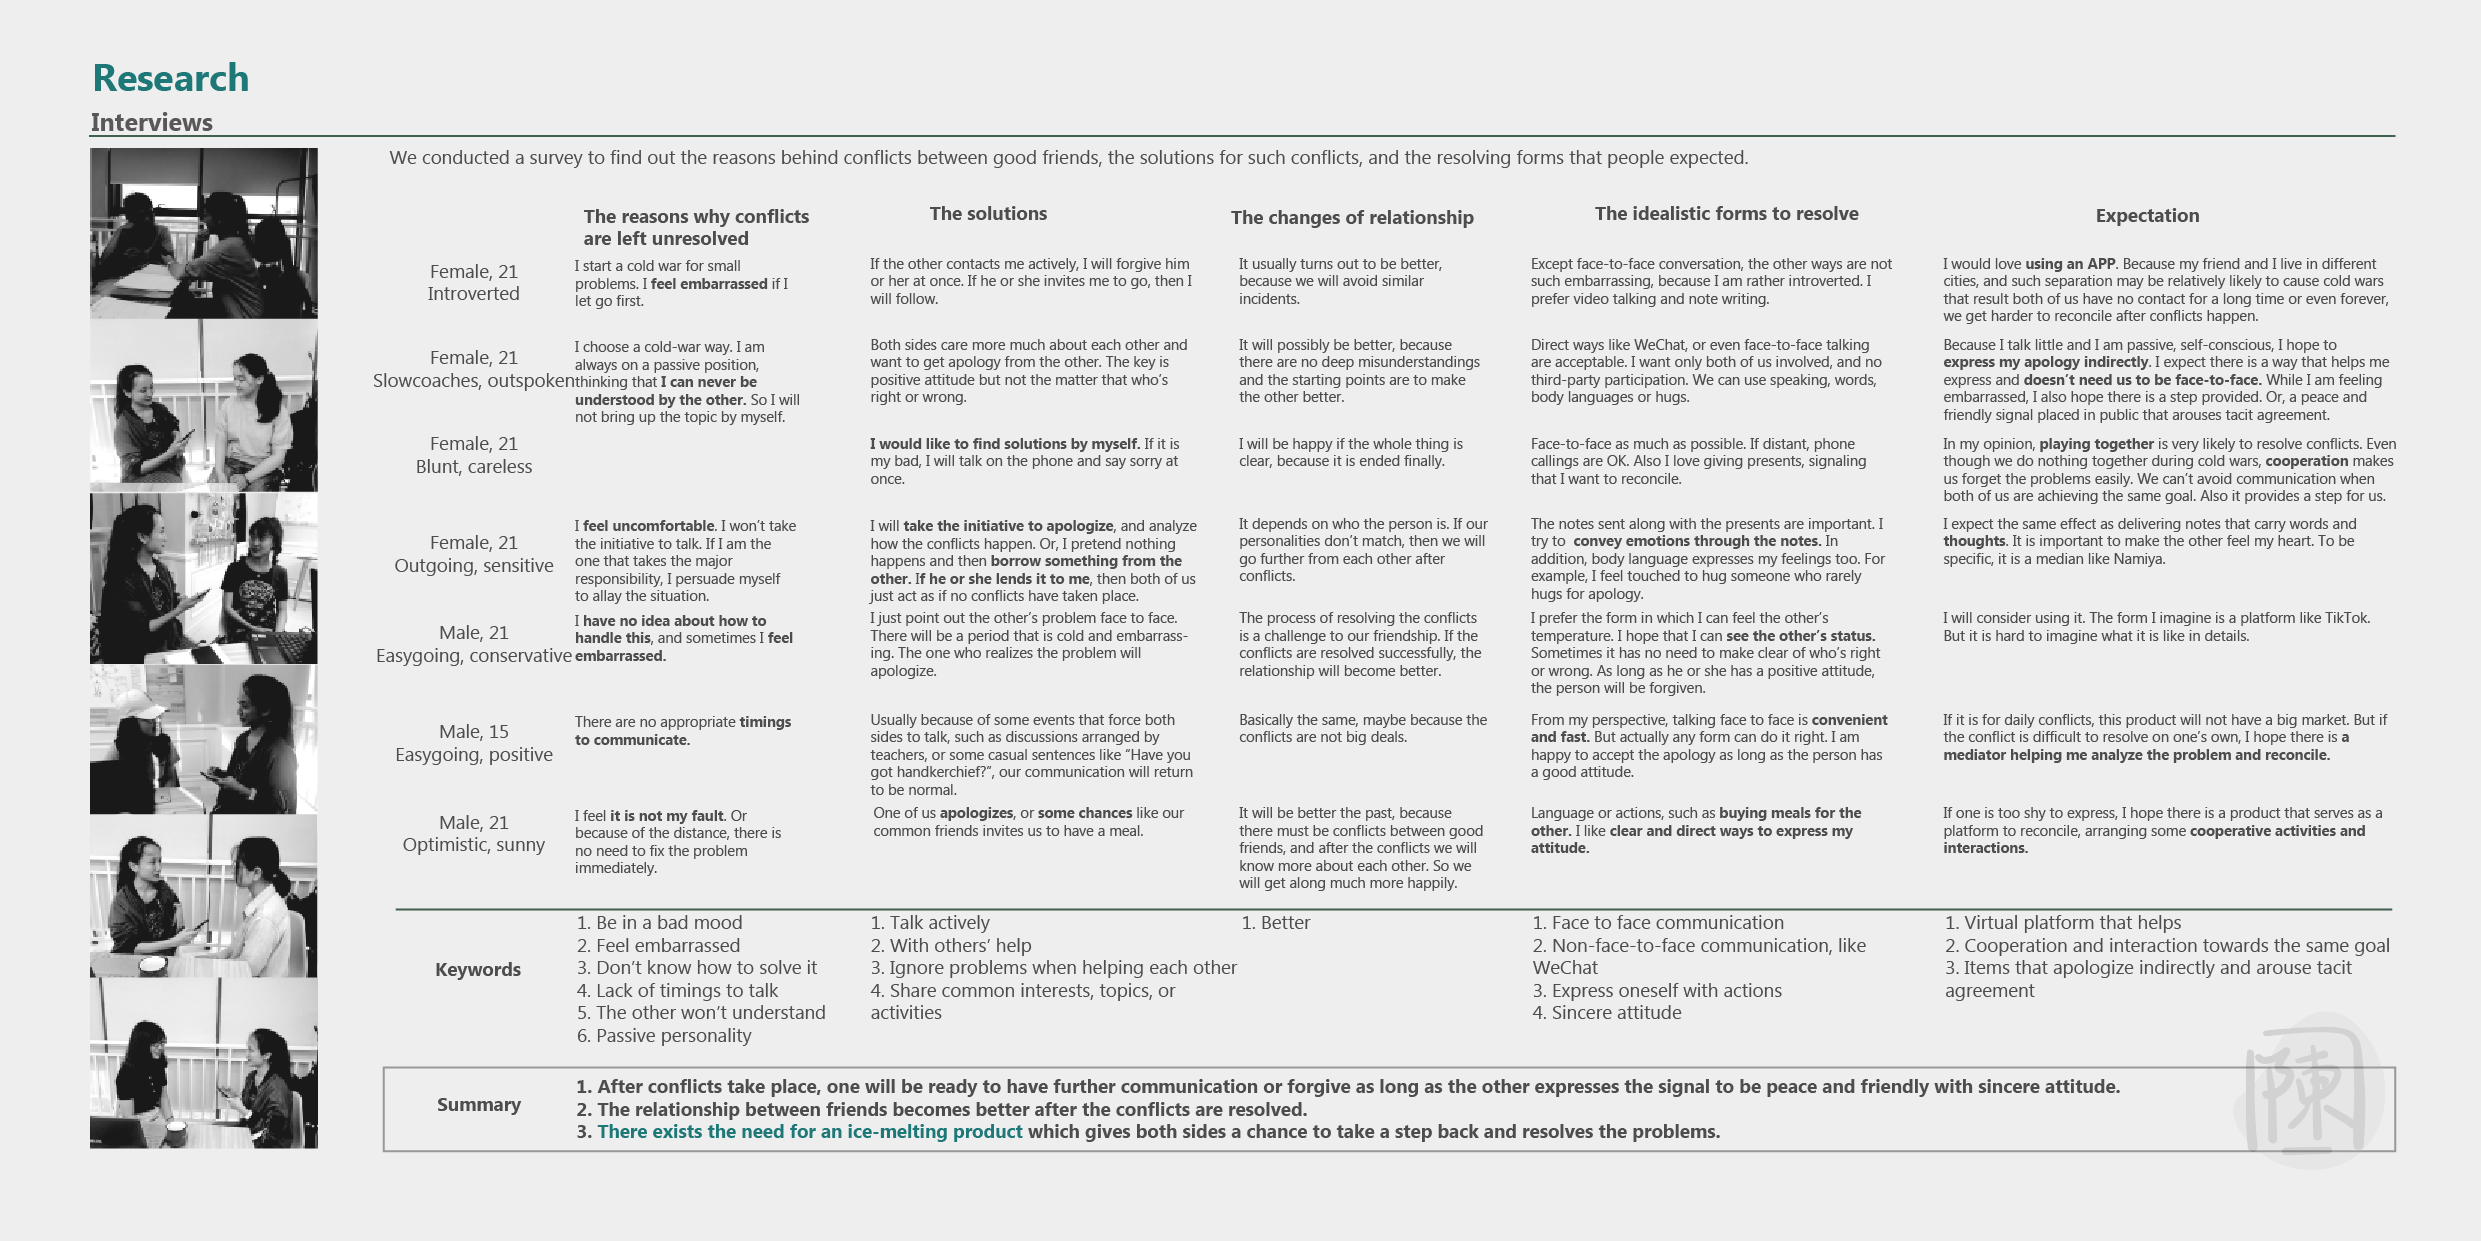 Research
Interviews
We conducted a survey to find out the reasons behind conflicts between good friends, the solutions for such conflicts, and the resolving forms that people expected.
The reasons why conflicts
are left unresolved
The solutions
The changes of relationship
The idealistic forms to resolve
Expectation
Female, 21
Introverted
I start a cold war for small
problems. I feel embarrassed if I
let go first.
If the other contacts me actively, I will forgive him
or her at once. If he or she invites me to go, then I
will follow.
It usually turns out to be better,
because we will avoid similar
incidents.
Except face-to-face conversation, the other ways are not
such embarrassing, because I am rather introverted. I
prefer video talking and note writing.
I would love using an APP. Because my friend and I live in different
cities, and such separation may be relatively likely to cause cold wars
that result both of us have no contact for a long time or even forever,
we get harder to reconcile after conflicts happen.
Female, 21
Slowcoaches, outspoken
I choose a cold-war way. I am
always on a passive position,
thinking that I can never be
understood by the other. So I will
not bring up the topic by myself.
Both sides care more much about each other and
want to get apology from the other. The key is
positive attitude but not the matter that who's
right or wrong.
It will possibly be better, because
there are no deep misunderstandings
and the starting points are to make
the other better.
Direct ways like WeChat, or even face-to-face talking
are acceptable. I want only both of us involved, and no
third-party participation. We can use speaking, words,
body languages or hugs.
Because I talk little and I am passive, self-conscious, I hope to
express my apology indirectly. I expect there is a way that helps me
express and doesn't need us to be face-to-face. While I am feeling
embarrassed, I also hope there is a step provided. Or, a peace and
friendly signal placed in public that arouses tacit agreement.
Female, 21
Blunt, careless
I would like to find solutions by myself. If it is
my bad, I will talk on the phone and say sorry at
once.
I will be happy if the whole thing is
clear, because it is ended finally.
Face-to-face as much as possible. If distant, phone
callings are OK. Also I love giving presents, signaling
that I want to reconcile.
In my opinion, playing together is very likely to resolve conflicts. Even
though we do nothing together during cold wars, cooperation makes
us forget the problems easily. We can't avoid communication when
both of us are achieving the same goal. Also it provides a step for us.
Female, 21
Outgoing, sensitive
I feel uncomfortable. I won't take
the initiative to talk. If I am the
one that takes the major
responsibility, I persuade myself
to allay the situation.
I will take the initiative to apologize, and analyze
how the conflicts happen. Or, I pretend nothing
happens and then borrow something from the
other. If he or she lends it to me, then both of us
just act as if no conflicts have taken place.
It depends on who the person is. If our
personalities don't match, then we will
go further from each other after
conflicts.
The notes sent along with the presents are important. I
try to convey emotions through the notes. In
addition, body language expresses my feelings too. For
example, I feel touched to hug someone who rarely
hugs for apology.
I expect the same effect as delivering notes that carry words and
thoughts. It is important to make the other feel my heart. To be
specific, it is a median like Namiya.
Male, 21
Easygoing, conservative
I have no idea about how to
handle this, and sometimes I feel
embarrassed.
I just point out the other's problem face to face.
There will be a period that is cold and embarrass-
ing. The one who realizes the problem will
apologize.
The process of resolving the conflicts
is a challenge to our friendship. If the
conflicts are resolved successfully, the
relationship will become better.
I prefer the form in which I can feel the other's
temperature. I hope that I can see the other's status.
Sometimes it has no need to make clear of who's right
or wrong. As long as he or she has a positive attitude,
the person will be forgiven.
I will consider using it. The form I imagine is a platform like TikTok.
But it is hard to imagine what it is like in details.
Male, 15
Easygoing, positive
There are no appropriate timings
to communicate.
Usually because of some events that force both
sides to talk, such as discussions arranged by
teachers, or some casual sentences like "Have you
got handkerchief?", our communication will return
to be normal.
Basically the same, maybe because the
conflicts are not big deals.
From my perspective, talking face to face is convenient
and fast. But actually any form can do it right. I am
happy to accept the apology as long as the person has
a good attitude.
If it is for daily conflicts, this product will not have a big market. But if
the conflict is difficult to resolve on one's own, I hope there is a
mediator helping me analyze the problem and reconcile.
Male, 21
Optimistic, sunny
I feel it is not my fault. Or
because of the distance, there is
no need to fix the problem
immediately.
One of us apologizes, or some chances like our
common friends invites us to have a meal.
It will be better the past, because
there must be conflicts between good
friends, and after the conflicts we will
know more about each other. So we
will get along much more happily.
Language or actions, such as buying meals for the
other. I like clear and direct ways to express my
attitude.
If one is too shy to express, I hope there is a product that serves as a
platform to reconcile, arranging some cooperative activities and
interactions.
Keywords
1. Be in a bad mood
2. Feel embarrassed
3. Don't know how to solve it
4. Lack of timings to talk
5. The other won't understand
6. Passive personality
1. Talk actively
2. With others' help
3. Ignore problems when helping each other
4. Share common interests, topics, or
activities
1. Better
1. Face to face communication
2. Non-face-to-face communication, like
WeChat
3. Express oneself with actions
4. Sincere attitude
1. Virtual platform that helps
2. Cooperation and interaction towards the same goal
3. Items that apologize indirectly and arouse tacit
agreement
Summary
1. After conflicts take place, one will be ready to have further communication or forgive as long as the other expresses the signal to be peace and friendly with sincere attitude.
2. The relationship between friends becomes better after the conflicts are resolved.
3. There exists the need for an ice-melting product which gives both sides a chance to take a step back and resolves the problems.
陳